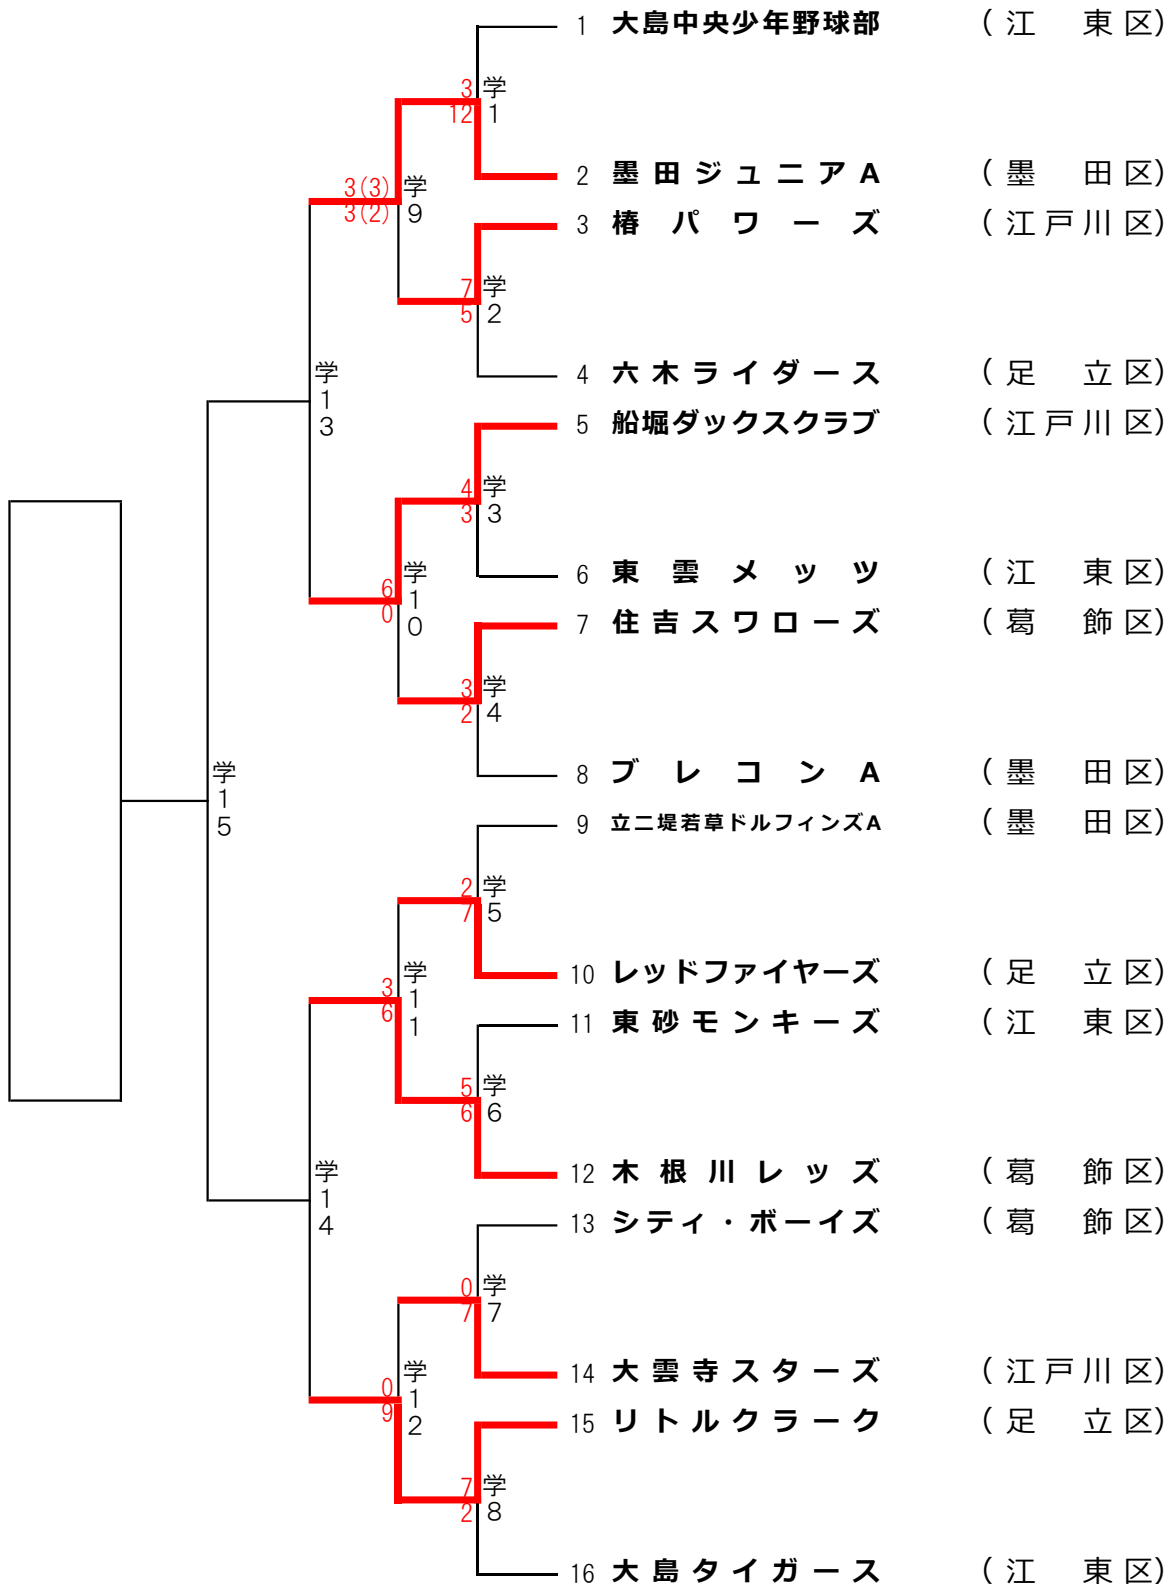 1 大島中央少年野球部 (江東区)
3 学1
12
2 墨田ジュニアA (墨田区)
3(3) 学9
3(2)
3 椿パワーズ (江戸川区)
7 学2
5
4 六木ライダース (足立区)
学13
5 船堀ダックスクラブ (江戸川区)
4 学3
3
6 東雲メッツ (江東区)
6 学10
0
7 住吉スワローズ (葛飾区)
3 学4
2
8 ブレコンA (墨田区)
学15
9 立二堤若草ドルフィンズA (墨田区)
2 学5
7
10 レッドファイヤーズ (足立区)
3 学11
6
11 東砂モンキーズ (江東区)
5 学6
6
12 木根川レッズ (葛飾区)
学14
13 シティ・ボーイズ (葛飾区)
0 学7
7
14 大雲寺スターズ (江戸川区)
0 学12
9
15 リトルクラーク (足立区)
7 学8
2
16 大島タイガース (江東区)